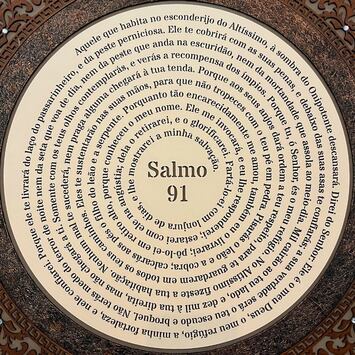 Aquele que habita no esconderijo do Altíssimo, à sombra do Onipotente descansará. Direi do Senhor: Ele é o meu Deus, o meu refúgio, a minha fortaleza, e nele confiarei. Porque ele te livrará do laço do passarinheiro, e da peste perniciosa. Ele te cobrirá com as suas penas, e debaixo das suas asas te confiarás; a sua verdade será o teu escudo e broquel. Não terás medo do terror de noite nem da seta que voa de dia, nem da peste que anda na escuridão, nem da mortandade que assola ao meio-dia. Mil cairão ao teu lado, e dez mil à tua direita, mas não chegará a ti. Somente com os teus olhos contemplarás, e verás a recompensa dos ímpios. Porque tu, ó Senhor, és o meu refúgio. No Altíssimo fizeste a tua habitação. Nenhum mal te sucederá, nem praga alguma chegará à tua tenda. Porque aos seus anjos dará ordem a teu respeito, para te guardarem em todos os teus caminhos. Eles te sustentarão nas suas mãos, para que não tropeces com o teu pé em pedra. Pisarás o leão e a cobra; calcarás aos pés o filho do leão e a serpente. Porquanto tão encarecidamente me amou, também eu o livrarei; pô-lo-ei em retiro alto, porque conheceu o meu nome. Ele me invocará, e eu lhe responderei; estarei com ele na angústia; dela o retirarei, e o glorificarei. Fartá-lo-ei com longura de dias, e lhe mostrarei a minha salvação.
Salmo
91